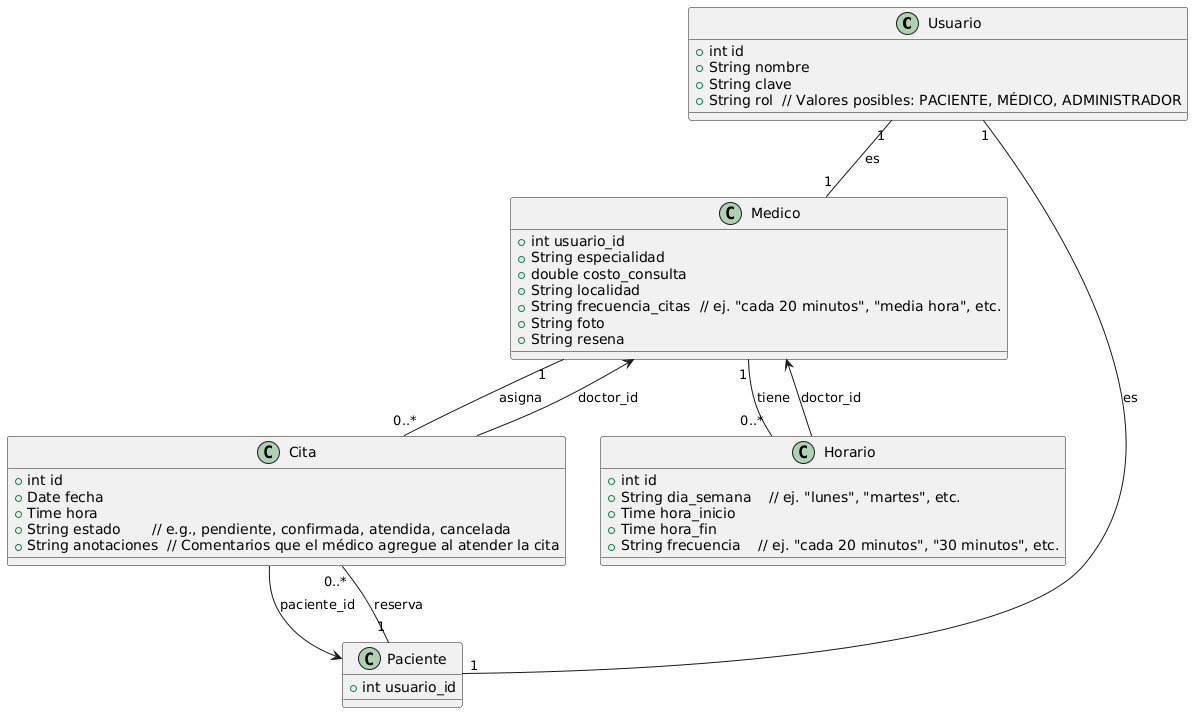 C Usuario
int id
String nombre
String clave
String rol // Valores posibles: PACIENTE, MÉDICO, ADMINISTRADOR
1
1
es
1
C Medico
int usuario_id
String especialidad
double costo_consulta
String localidad
String frecuencia_citas // ej. "cada 20 minutos", "media hora", etc.
String foto
String resena
1
1
asigna
doctor_id
tiene
doctor_id
es
0..*
0..*
C Cita
int id
Date fecha
Time hora
String estado // e.g., pendiente, confirmada, atendida, cancelada
String anotaciones // Comentarios que el médico agregue al atender la cita
C Horario
int id
String dia_semana // ej. "lunes", "martes", etc.
Time hora_inicio
Time hora_fin
String frecuencia // ej. "cada 20 minutos", "30 minutos", etc.
0..*
paciente_id
reserva
1
1
C Paciente
int usuario_id